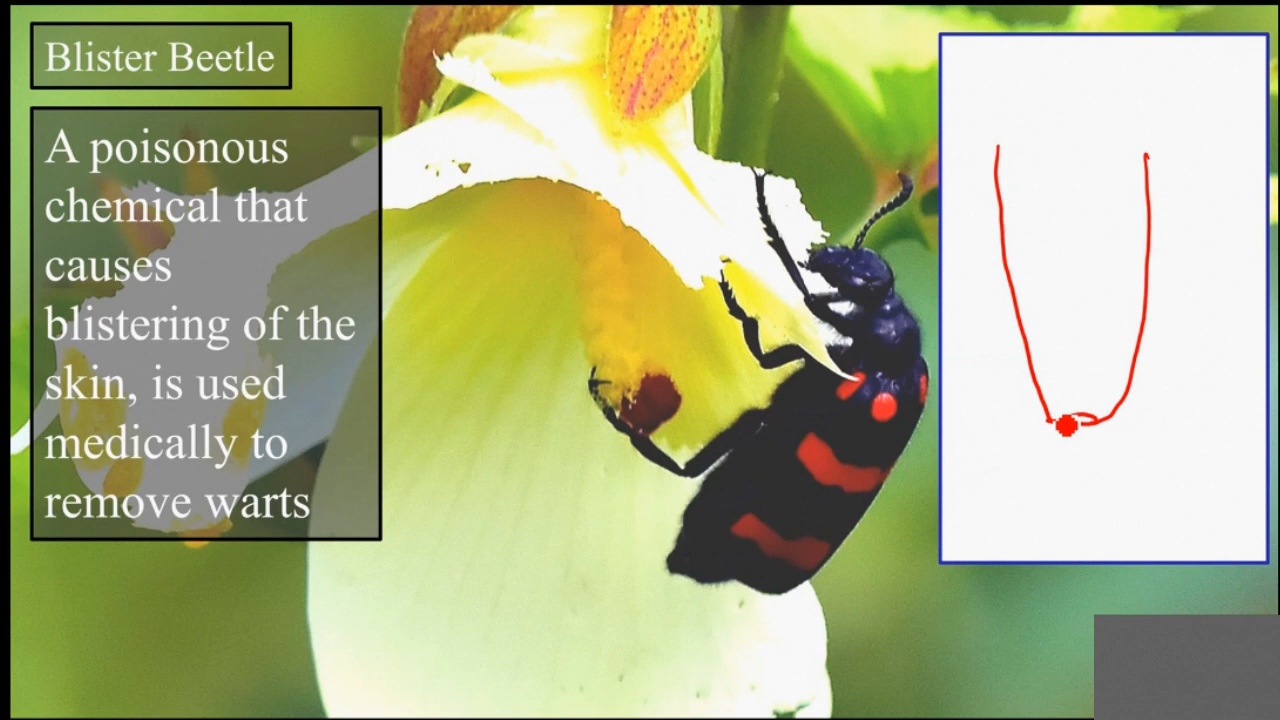 Blister Beetle
A poisonous
chemical that
causes
blistering of the
skin, is used
medically to
remove warts